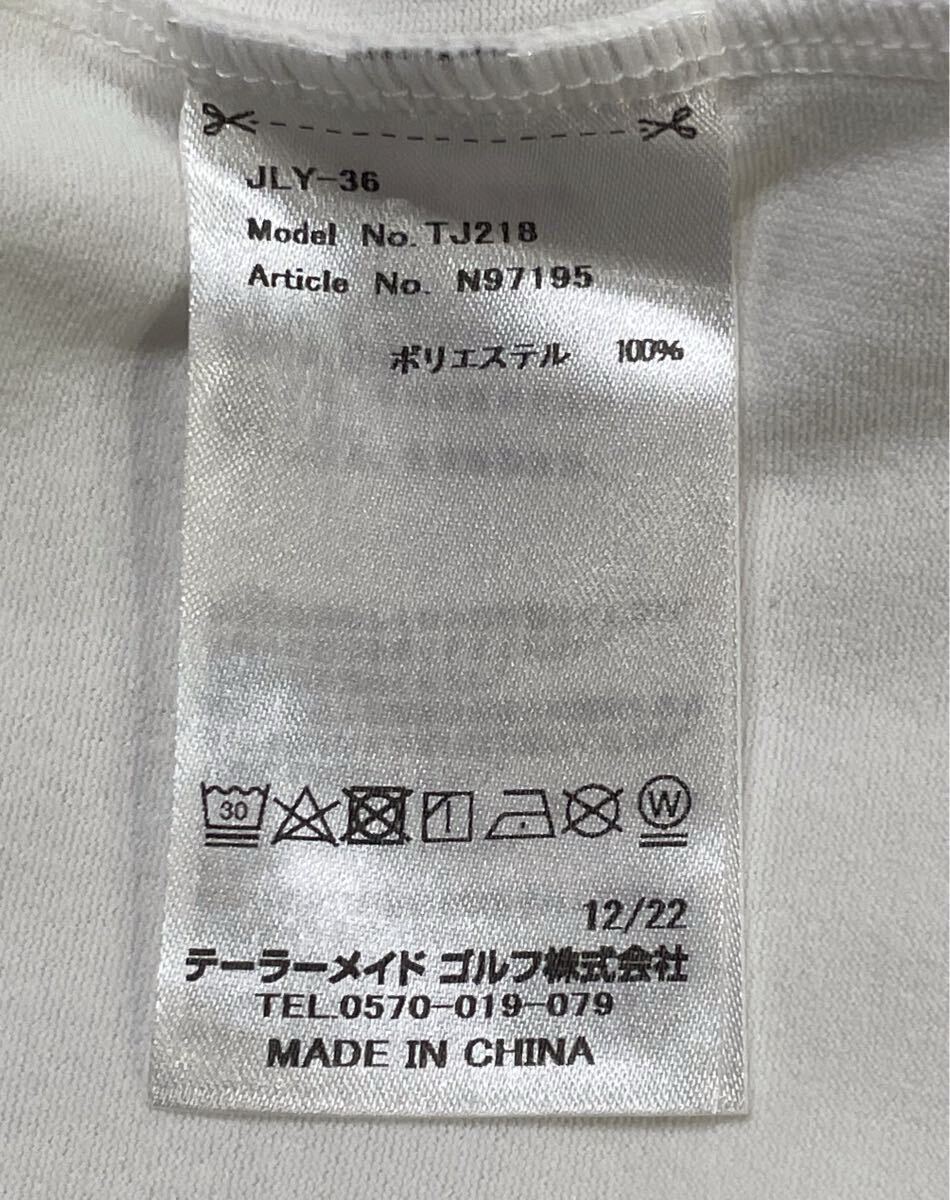 JLY-36
Model No. TJ218
Article No. N97195
ポリエステル 100%
30 W
12/22
テーラーメイド ゴルフ株式会社
TEL.0570-019-079
MADE IN CHINA